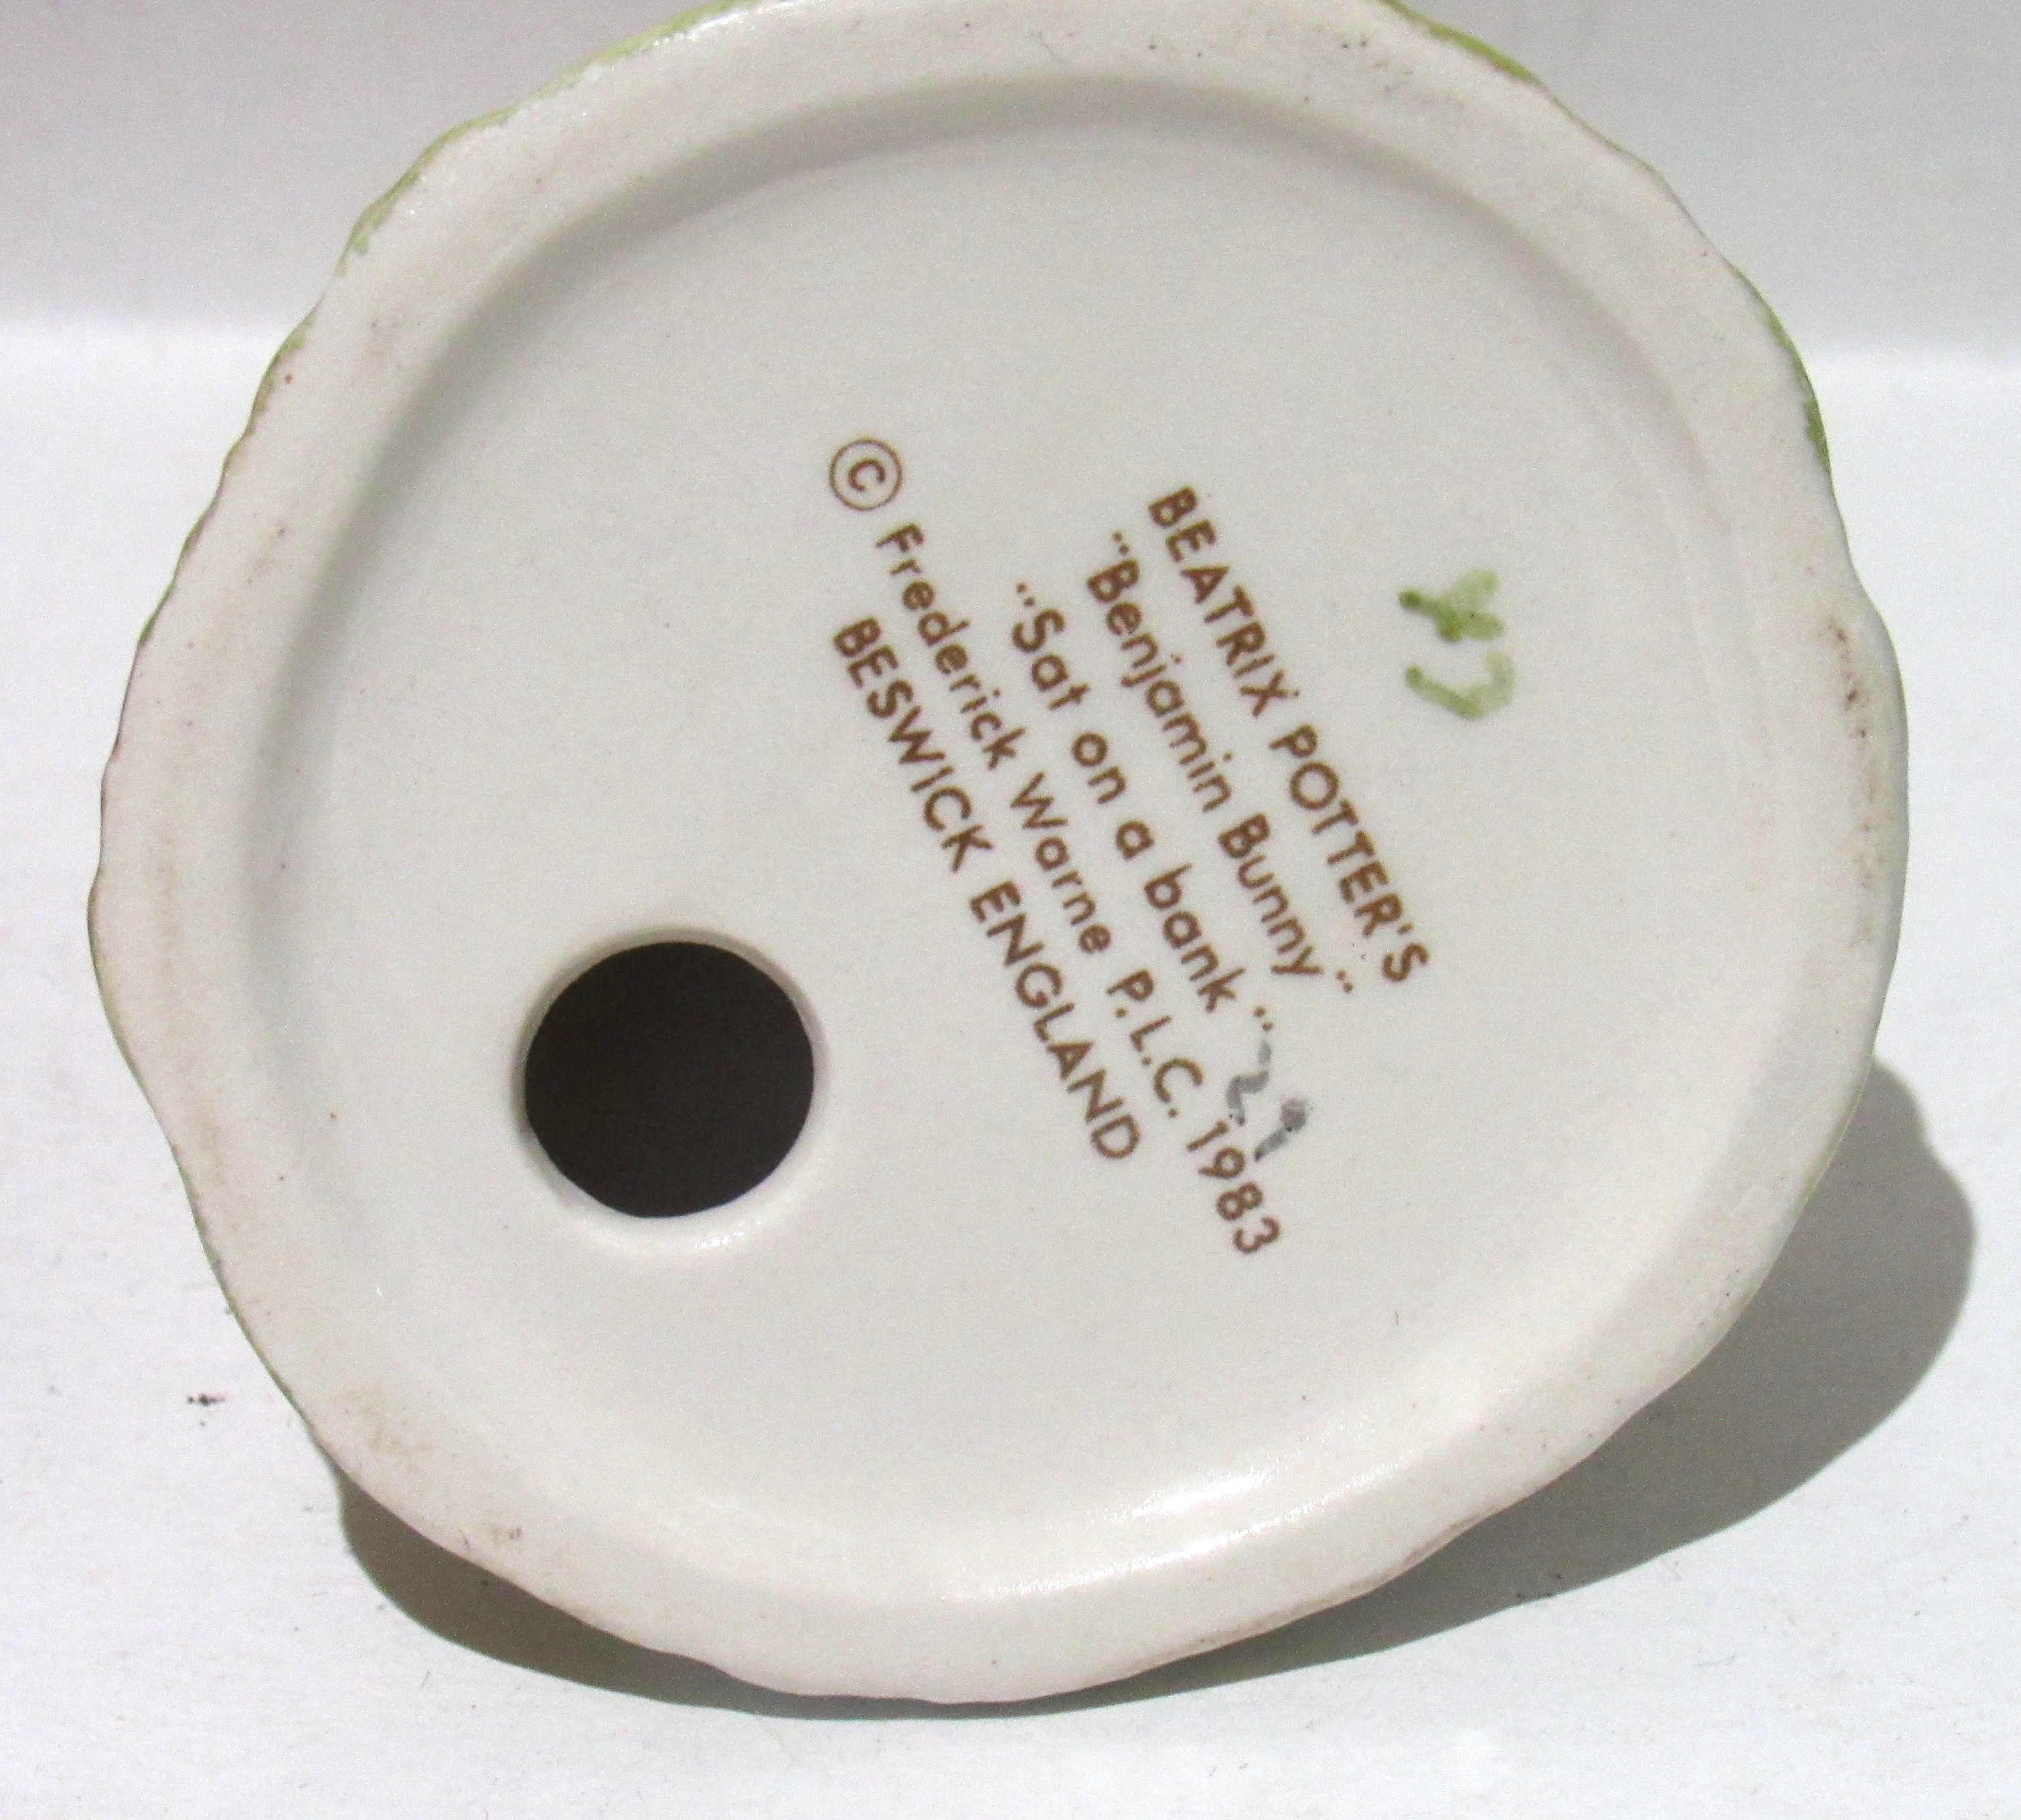 BEATRIX POTTER'S
"Benjamin Bunny"
"Sat on a bank"
© Frederick Warne P.L.C. 1983
BESWICK ENGLAND